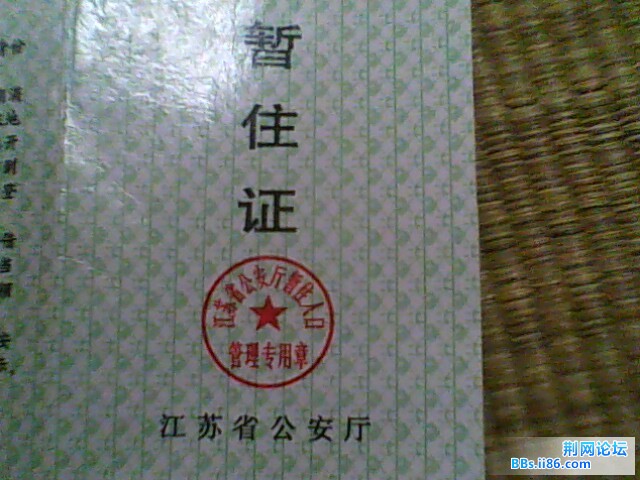 暂住证
江苏省公安厅暂住人口
管理专用章
江苏省公安厅
荆网论坛
BBs.ii86.com